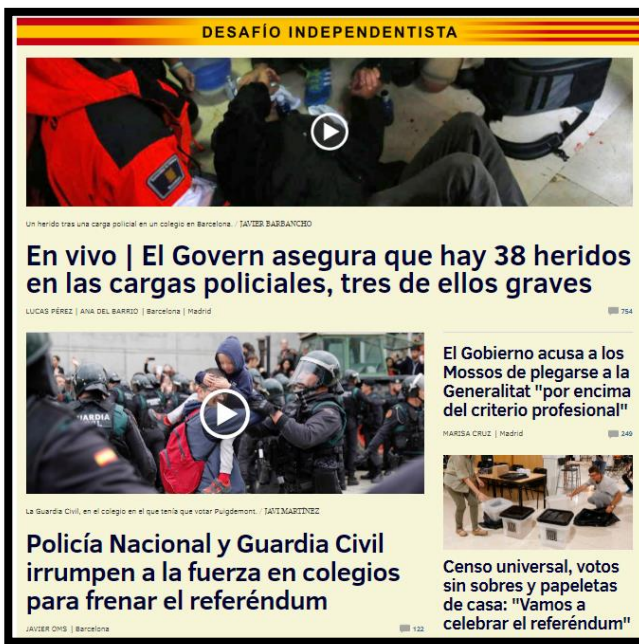 DESAFÍO INDEPENDENTISTA
Un herido tras una carga policial en un colegio en Barcelona. / JAVIER BARBANCHO
En vivo | El Govern asegura que hay 38 heridos
en las cargas policiales, tres de ellos graves
LUCAS PÉREZ | ANA DEL BARRIO | Barcelona | Madrid
754
GUARDIA
CIVIL
La Guardia Civil, en el colegio en el que tenía que votar Puigdemont. / JAVI MARTÍNEZ
Policía Nacional y Guardia Civil
irrumpen a la fuerza en colegios
para frenar el referéndum
JAVIER OMS | Barcelona
122
El Gobierno acusa a los
Mossos de plegarse a la
Generalitat "por encima
del criterio profesional"
MARISA CRUZ | Madrid
249
Censo universal, votos
sin sobres y papeletas
de casa: "Vamos a
celebrar el referéndum"